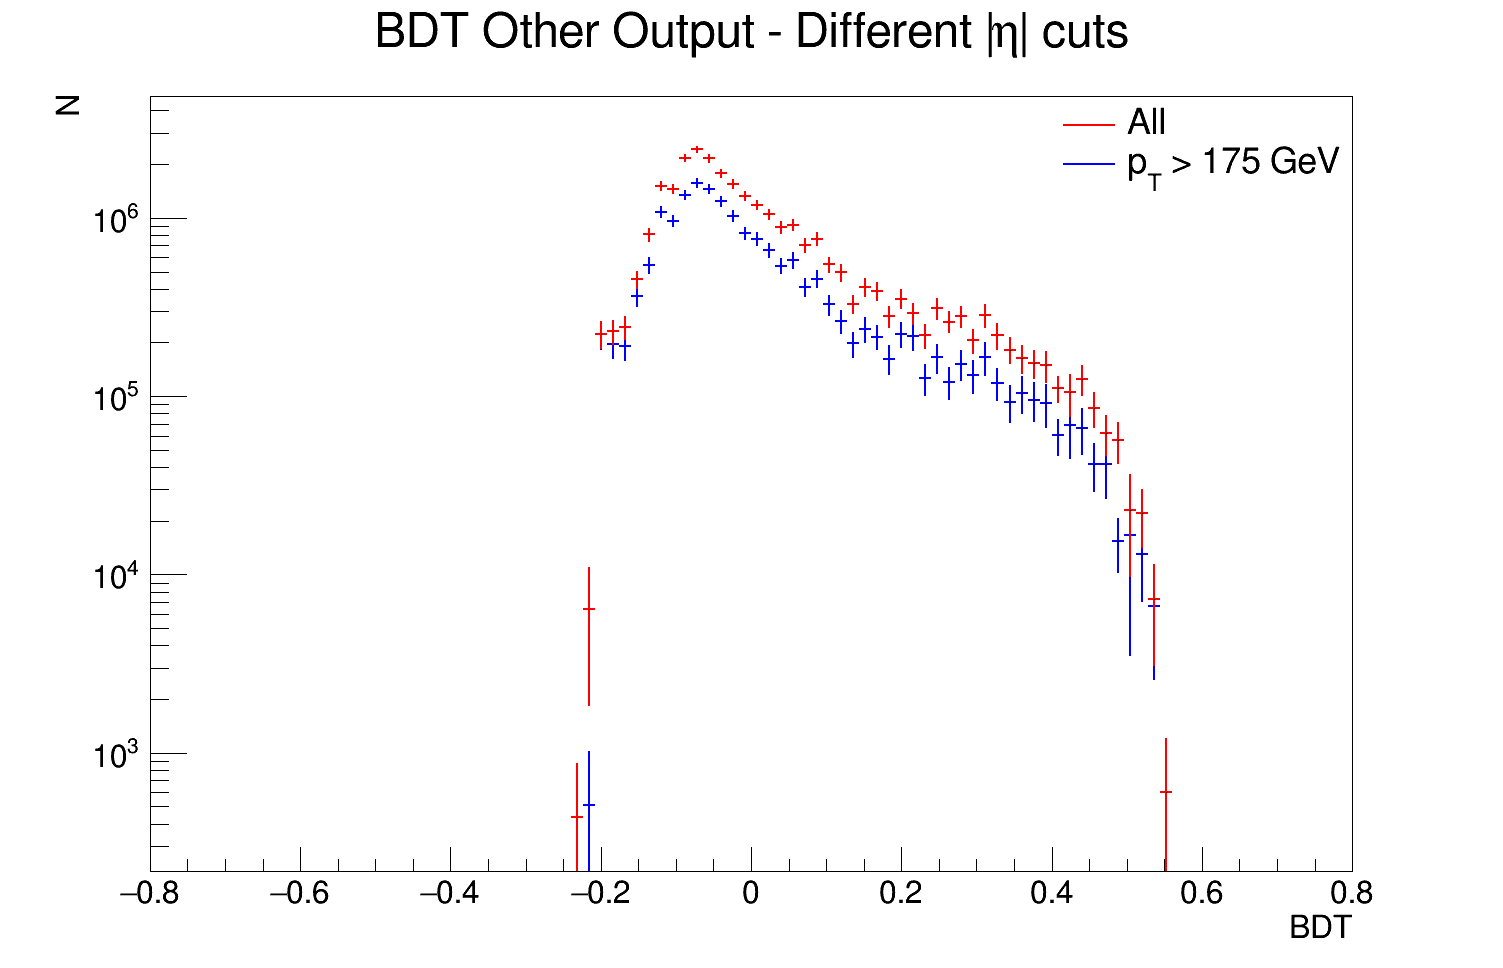 BDT Other Output - Different |η| cuts
N
All
p_T > 175 GeV
10^6
10^5
10^4
10^3
−0.8 −0.6 −0.4 −0.2 0 0.2 0.4 0.6 0.8
BDT